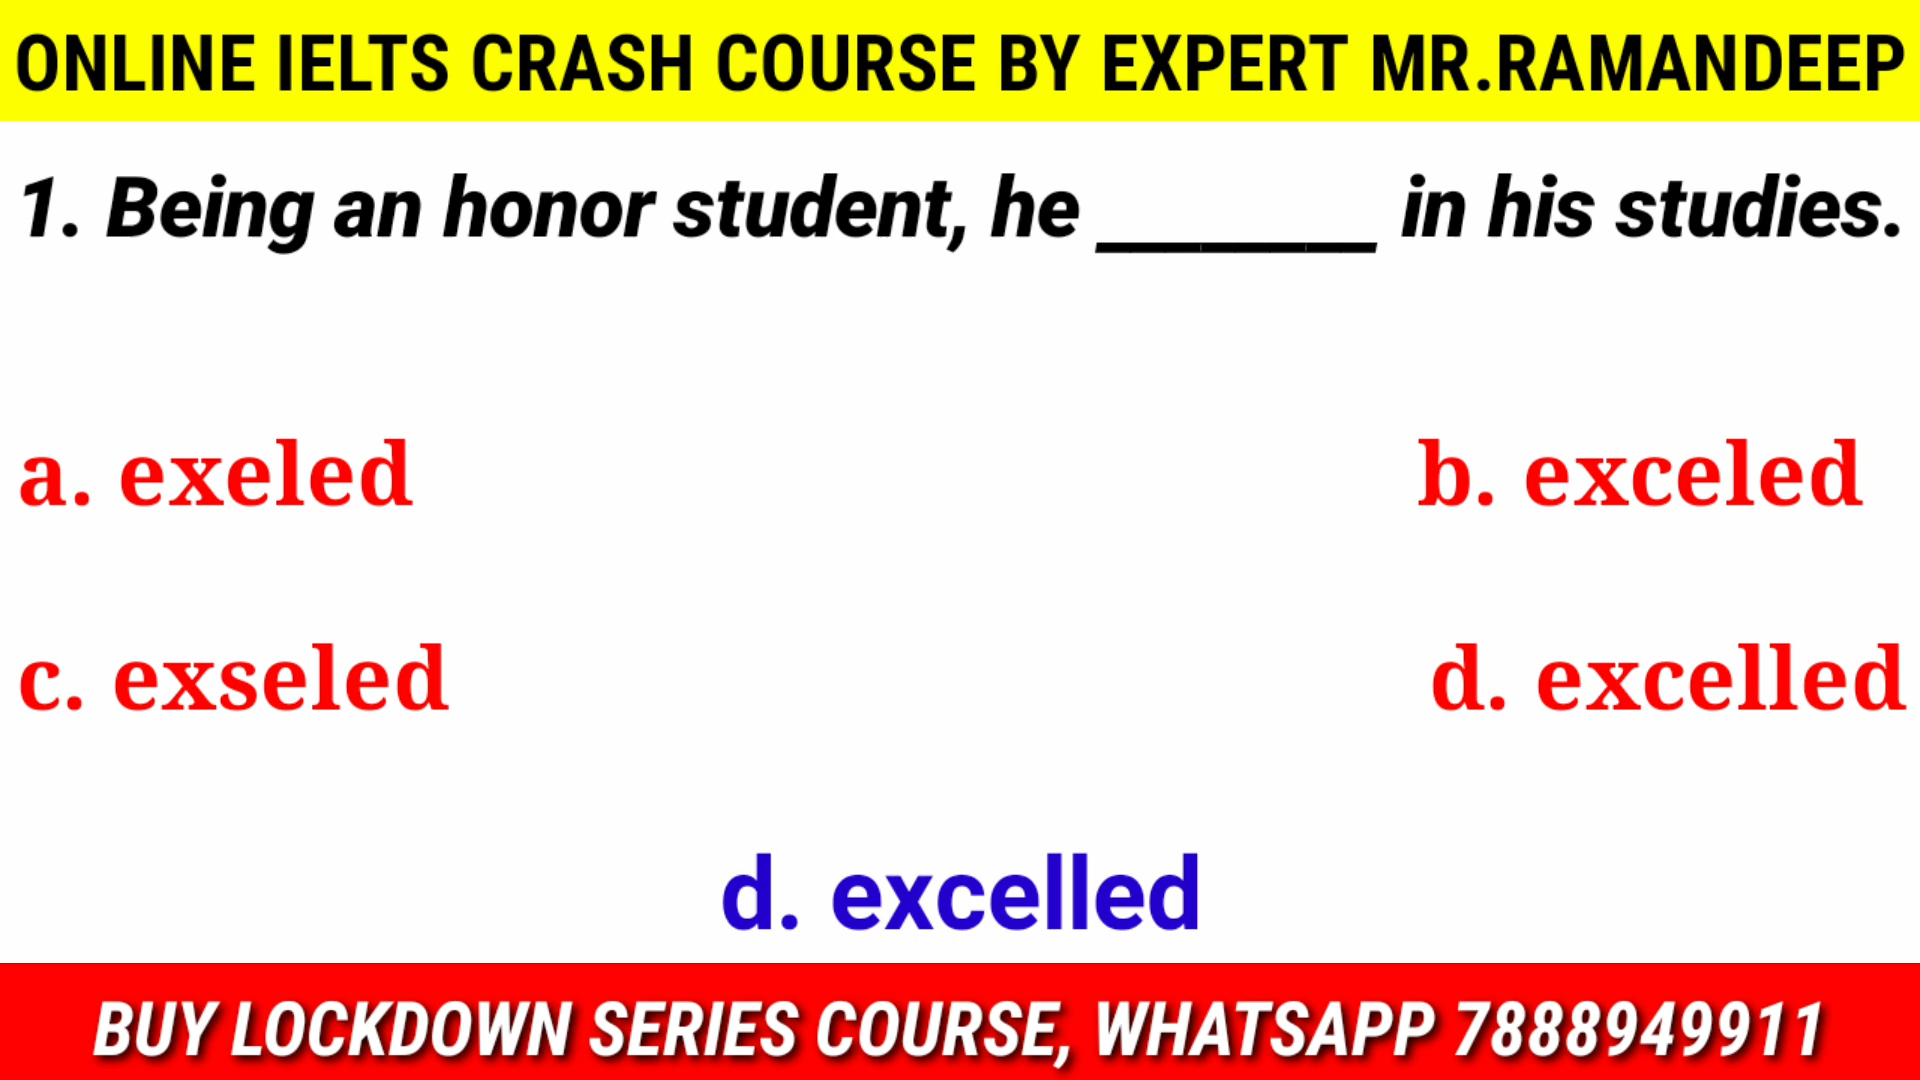 ONLINE IELTS CRASH COURSE BY EXPERT MR.RAMANDEEP
1. Being an honor student, he ________ in his studies.
a. exeled
b. exceled
c. exseled
d. excelled
d. excelled
BUY LOCKDOWN SERIES COURSE, WHATSAPP 7888949911